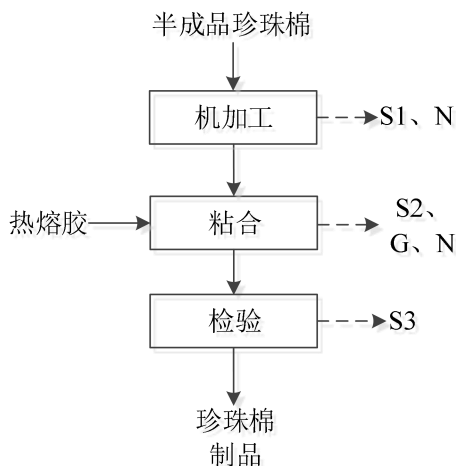 半成品珍珠棉
机加工
S1、N
热熔胶
粘合
S2、
G、N
检验
S3
珍珠棉
制品